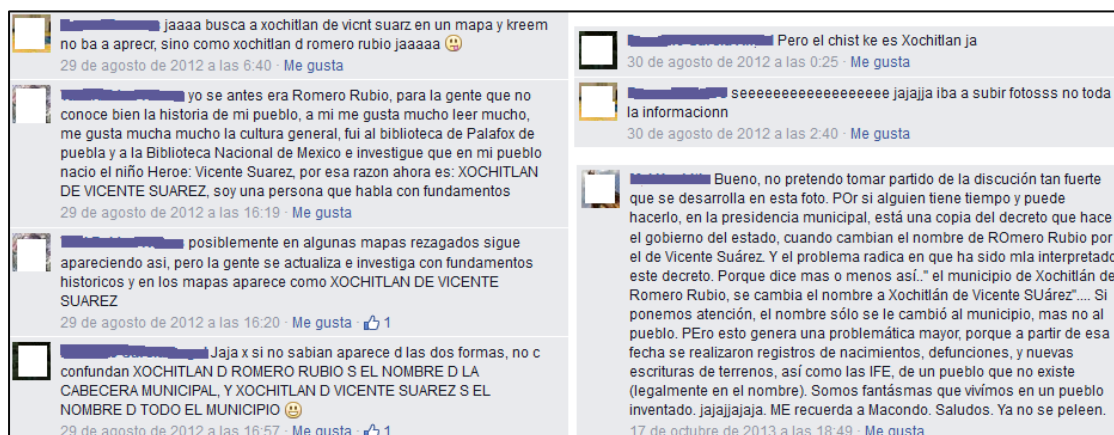 jaaaa busca a xochitlan de vicnt suarz en un mapa y kreem
no ba a aprecr, sino como xochitlan d romero rubio jaaaaa
29 de agosto de 2012 a las 6:40 · Me gusta
yo se antes era Romero Rubio, para la gente que no
conoce bien la historia de mi pueblo, a mi me gusta mucho leer mucho,
me gusta mucha mucho la cultura general, fui al biblioteca de Palafox de
puebla y a la Biblioteca Nacional de Mexico e investigue que en mi pueblo
nacio el niño Heroe: Vicente Suarez, por esa razon ahora es: XOCHITLAN
DE VICENTE SUAREZ, soy una persona que habla con fundamentos
29 de agosto de 2012 a las 16:19 · Me gusta
posiblemente en algunas mapas rezagados sigue
apareciendo asi, pero la gente se actualiza e investiga con fundamentos
historicos y en los mapas aparece como XOCHITLAN DE VICENTE
SUAREZ
29 de agosto de 2012 a las 16:20 · Me gusta · 1
Jaja x si no sabian aparece d las dos formas, no c
confundan XOCHITLAN D ROMERO RUBIO S EL NOMBRE D LA
CABECERA MUNICIPAL, Y XOCHITLAN D VICENTE SUAREZ S EL
NOMBRE D TODO EL MUNICIPIO
29 de agosto de 2012 a las 16:57 · Me gusta · 1
Pero el chist ke es Xochitlan ja
30 de agosto de 2012 a las 0:25 · Me gusta
seeeeeeeeeeeeeeeeeee jajajja iba a subir fotosss no toda
la informacionn
30 de agosto de 2012 a las 2:40 · Me gusta
Bueno, no pretendo tomar partido de la discución tan fuerte
que se desarrolla en esta foto. POr si alguien tiene tiempo y puede
hacerlo, en la presidencia municipal, está una copia del decreto que hace
el gobierno del estado, cuando cambian el nombre de ROmero Rubio por
el de Vicente Suárez. Y el problema radica en que ha sido mla interpretado
este decreto. Porque dice mas o menos así.." el municipio de Xochitlán de
Romero Rubio, se cambia el nombre a Xochitlán de Vicente SUárez".... Si
ponemos atención, el nombre sólo se le cambió al municipio, mas no al
pueblo. PEro esto genera una problemática mayor, porque a partir de esa
fecha se realizaron registros de nacimientos, defunciones, y nuevas
escrituras de terrenos, así como las IFE, de un pueblo que no existe
(legalmente en el nombre). Somos fantásmas que vivímos en un pueblo
inventado. jajajjajaja. ME recuerda a Macondo. Saludos. Ya no se peleen.
17 de octubre de 2013 a las 18:49 · Me gusta